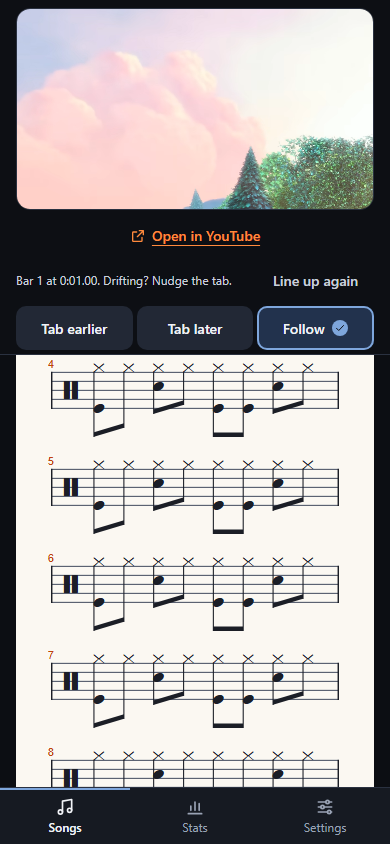 Open in YouTube
Bar 1 at 0:01.00. Drifting? Nudge the tab.
Line up again
Tab earlier
Tab later
Follow
4
5
6
7
8
Songs
Stats
Settings